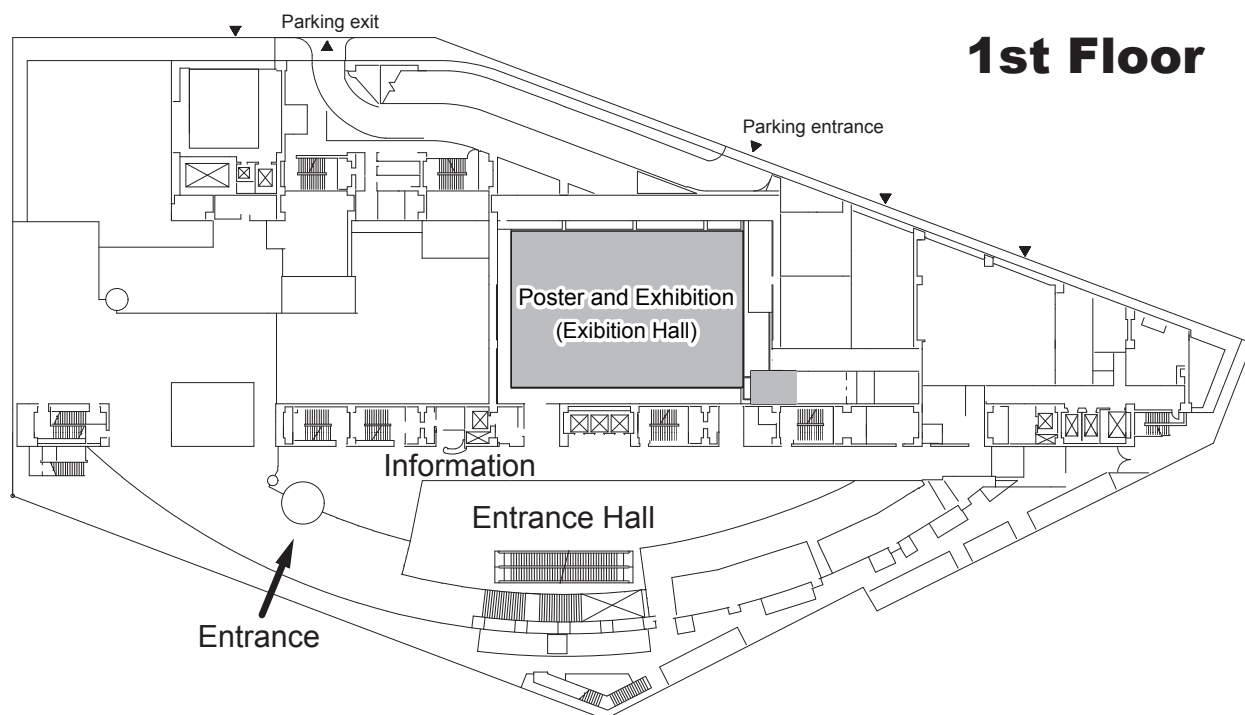 Parking exit
1st Floor
Parking entrance
Poster and Exhibition
(Exibition Hall)
Information
Entrance Hall
Entrance